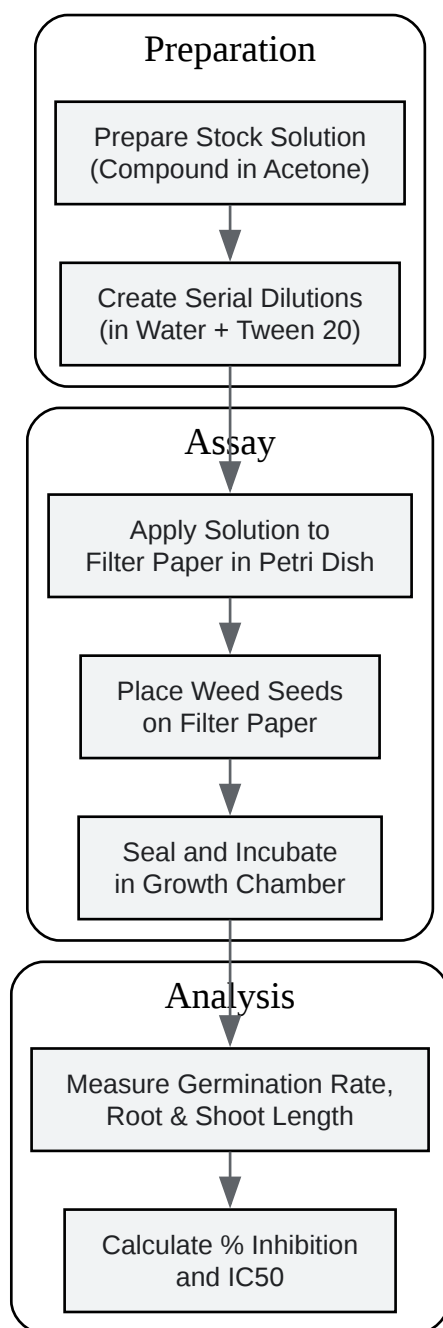 Preparation
Prepare Stock Solution
(Compound in Acetone)
Create Serial Dilutions
(in Water + Tween 20)
Assay
Apply Solution to
Filter Paper in Petri Dish
Place Weed Seeds
on Filter Paper
Seal and Incubate
in Growth Chamber
Analysis
Measure Germination Rate,
Root & Shoot Length
Calculate % Inhibition
and IC50